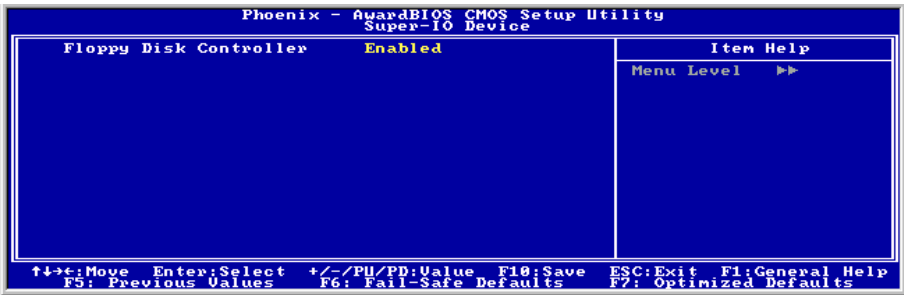 Phoenix - AwardBIOS CMOS Setup Utility
Super-IO Device
Floppy Disk Controller Enabled
Item Help
Menu Level ►►
↑↓→←:Move Enter:Select +/-/PU/PD:Value F10:Save ESC:Exit F1:General Help
F5: Previous Values F6: Fail-Safe Defaults F7: Optimized Defaults